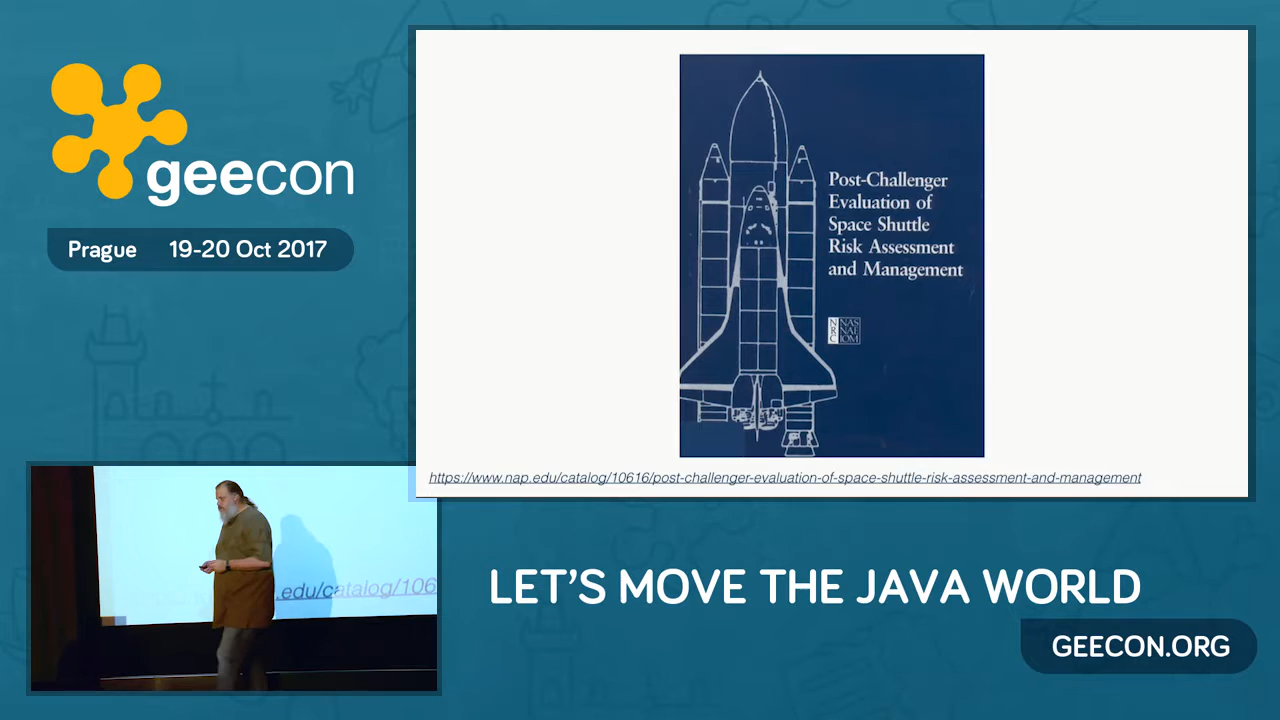 geecon
Prague 19-20 Oct 2017
Post-Challenger
Evaluation of
Space Shuttle
Risk Assessment
and Management
NRC
NAS
NAE
IOM
https://www.nap.edu/catalog/10616/post-challenger-evaluation-of-space-shuttle-risk-assessment-and-management
.edu/catalog/106
LET'S MOVE THE JAVA WORLD
GEECON.ORG